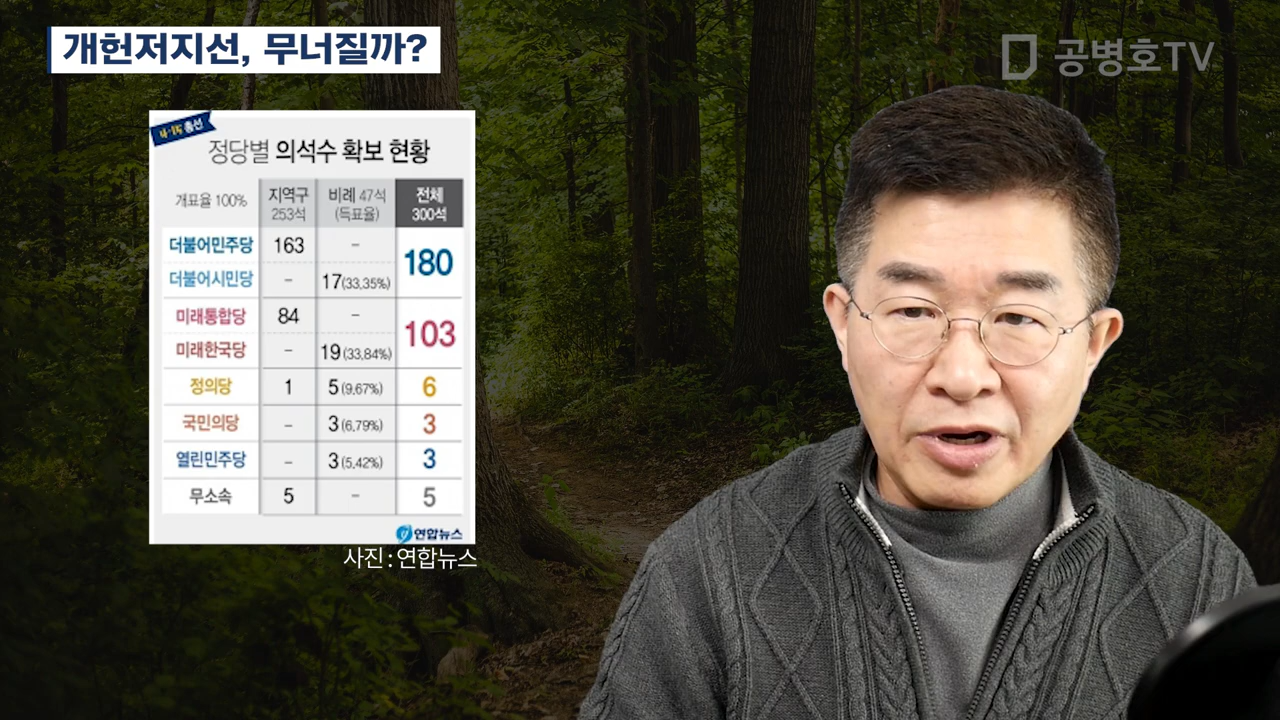 개헌저지선, 무너질까?
공병호TV
4·15 총선
정당별 의석수 확보 현황
개표율 100% 지역구 253석 비례 47석 (득표율) 전체 300석
더불어민주당 163 - 180
더불어시민당 - 17(33,35%)
미래통합당 84 - 103
미래한국당 - 19(33,84%)
정의당 1 5(9,67%) 6
국민의당 - 3(6,79%) 3
열린민주당 - 3(5,42%) 3
무소속 5 - 5
연합뉴스
사진 : 연합뉴스